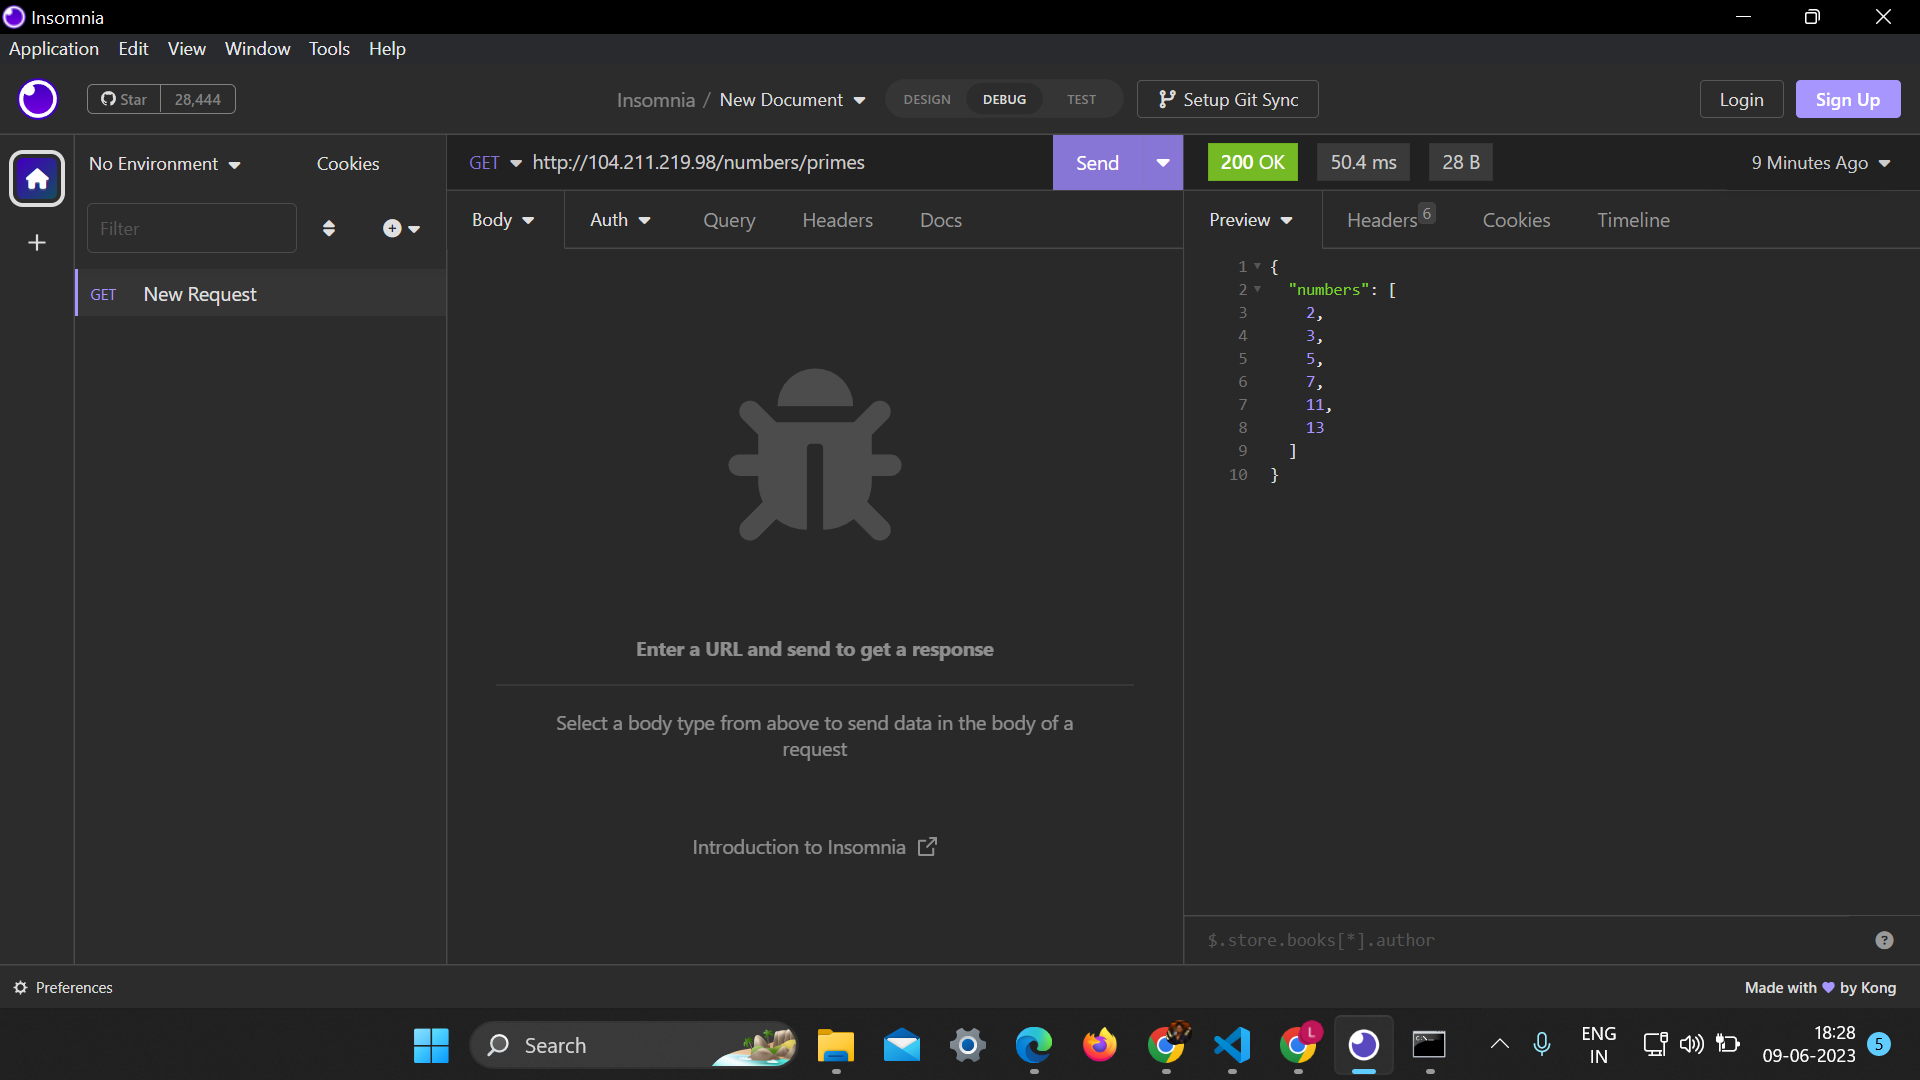 Insomnia
Application Edit View Window Tools Help
Star 28,444
Insomnia / New Document
DESIGN DEBUG TEST
Setup Git Sync
Login
Sign Up
No Environment Cookies
Filter
GET New Request
GET http://104.211.219.98/numbers/primes
Send
Body Auth Query Headers Docs
Enter a URL and send to get a response
Select a body type from above to send data in the body of a
request
Introduction to Insomnia
200 OK 50.4 ms 28 B
9 Minutes Ago
Preview Headers 6 Cookies Timeline
1 {
2 "numbers": [
3 2,
4 3,
5 5,
6 7,
7 11,
8 13
9 ]
10 }
$.store.books[*].author
?
Preferences
Made with 💜 by Kong
Search
L
C:\
ENG
IN
18:28
09-06-2023
5